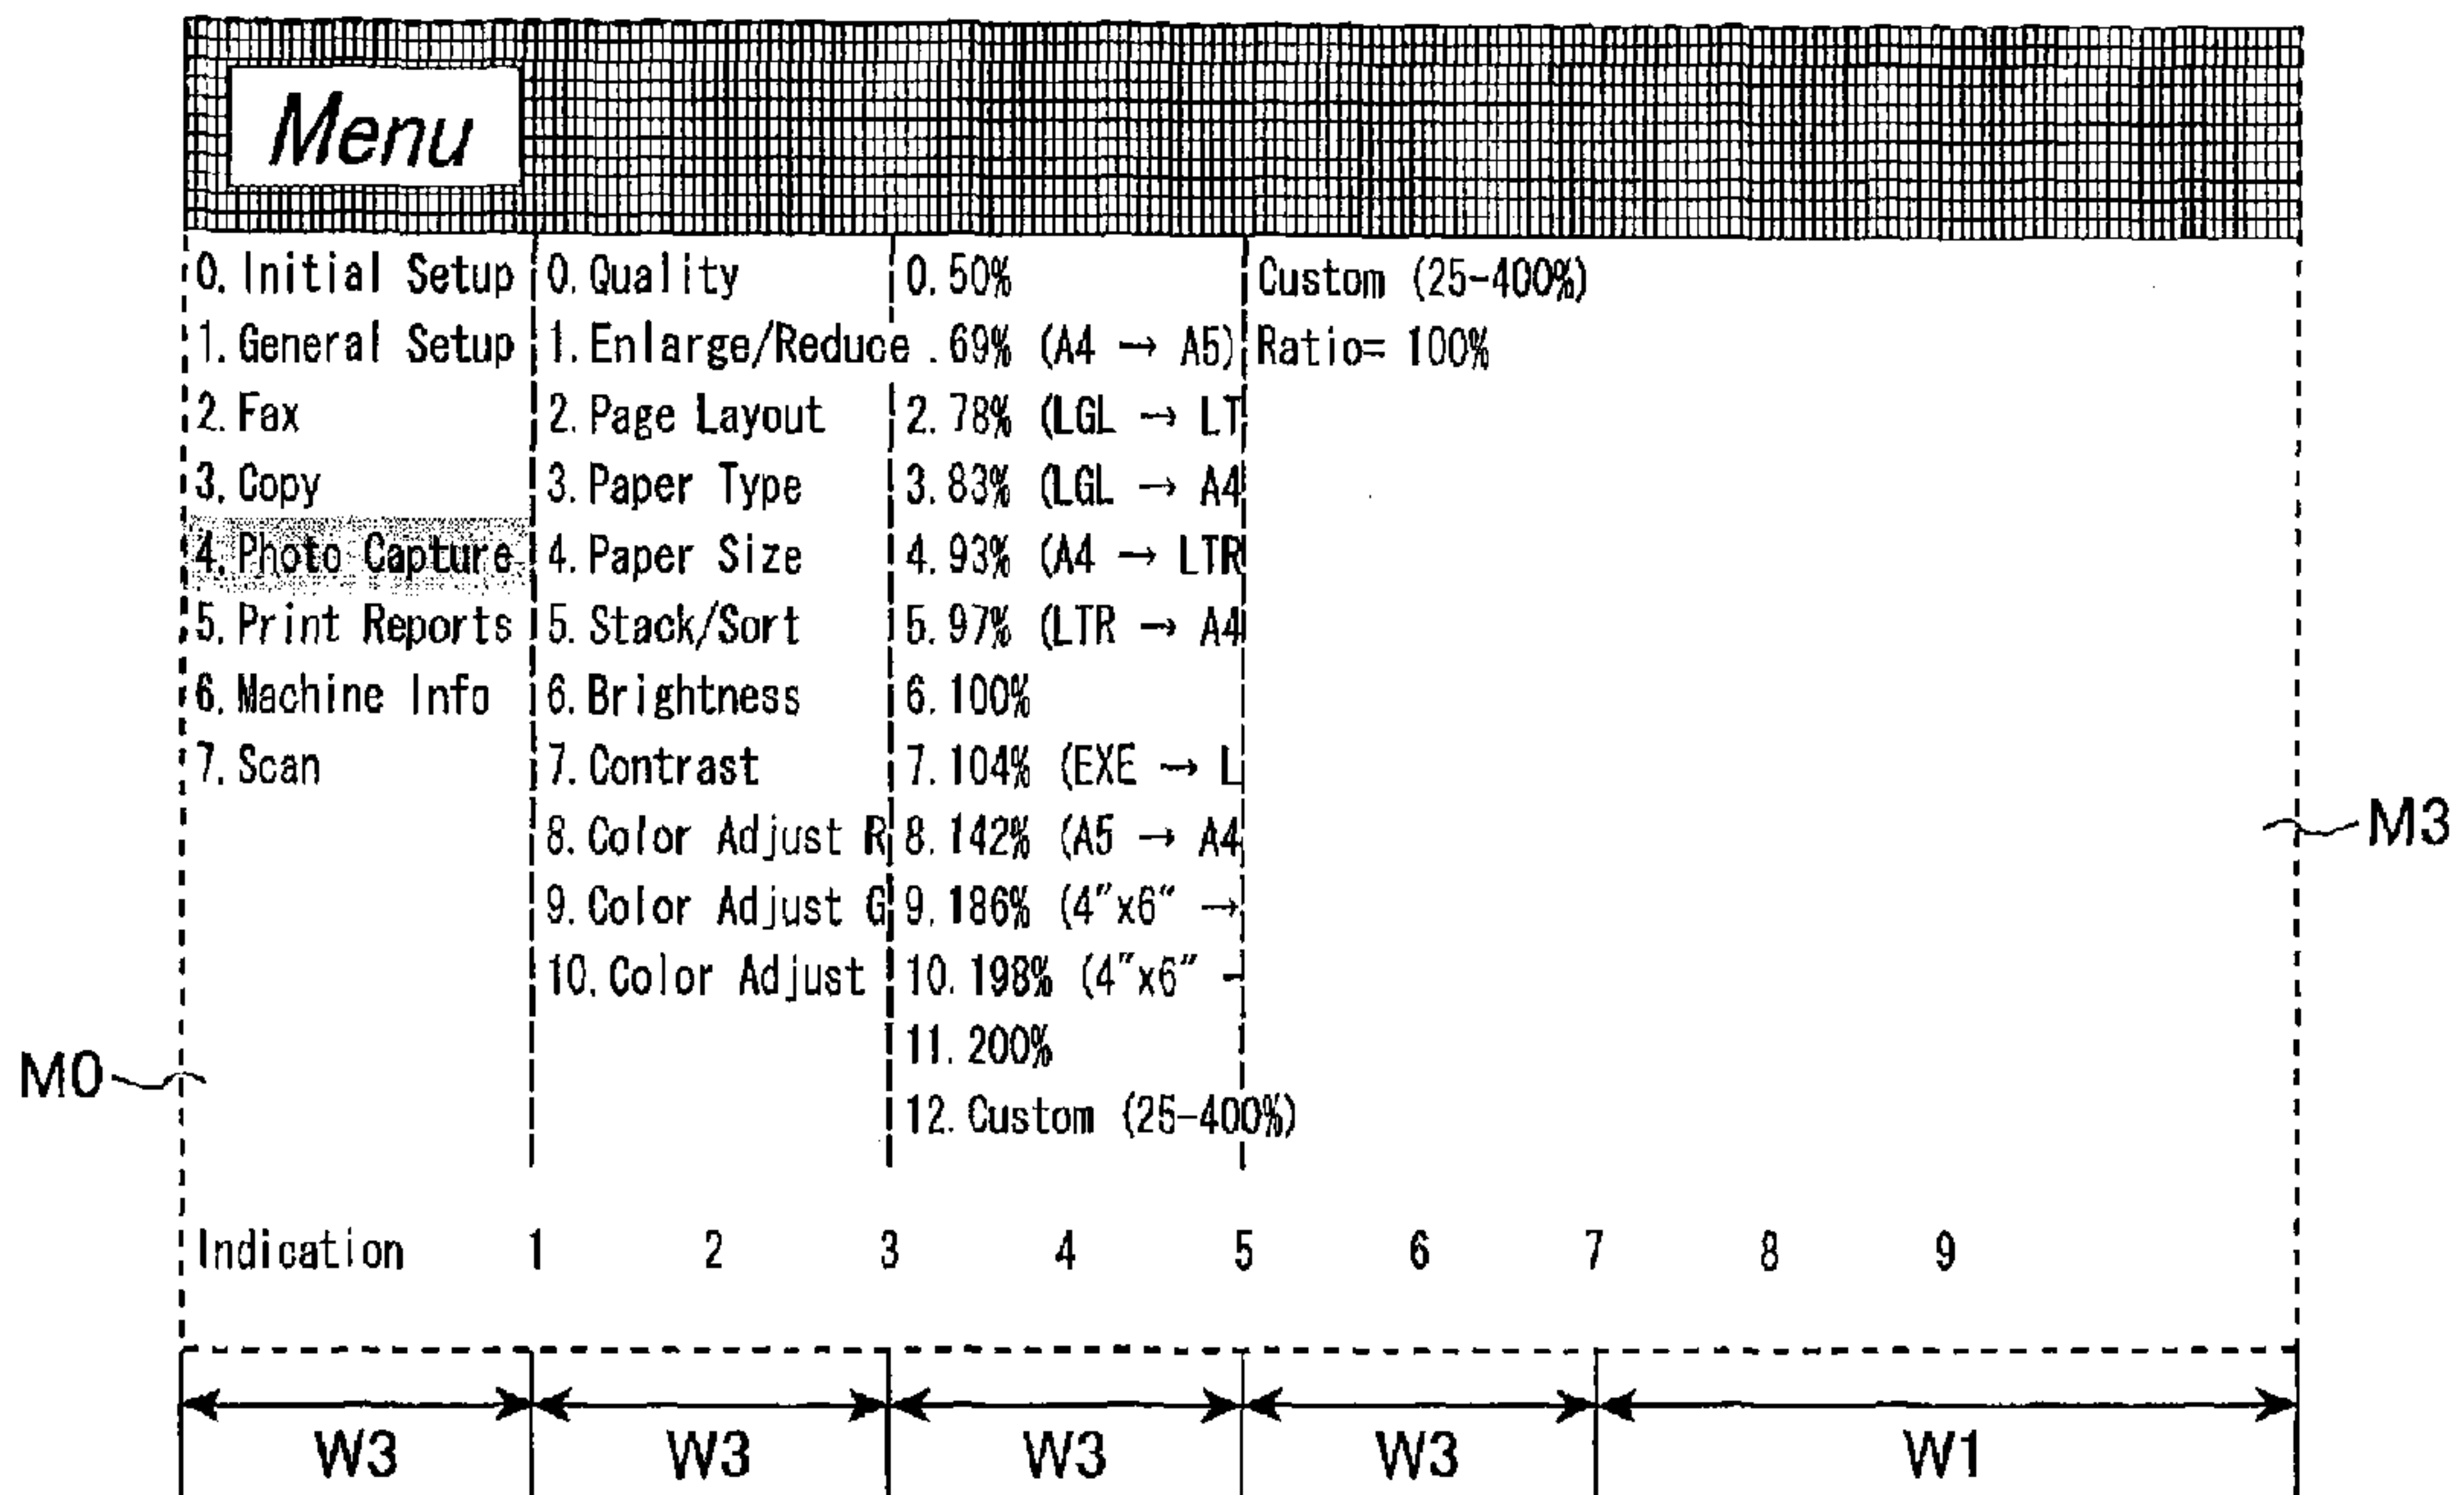 Menu
0. Initial Setup
1. General Setup
2. Fax
3. Copy
4. Photo Capture
5. Print Reports
6. Machine Info
7. Scan
0. Quality
1. Enlarge/Reduce
2. Page Layout
3. Paper Type
4. Paper Size
5. Stack/Sort
6. Brightness
7. Contrast
8. Color Adjust R
9. Color Adjust G
10. Color Adjust
0. 50%
. 69% (A4 → A5)
2. 78% (LGL → LT
3. 83% (LGL → A4
4. 93% (A4 → LTR
5. 97% (LTR → A4
6. 100%
7. 104% (EXE → L
8. 142% (A5 → A4
9. 186% (4"x6" →
10. 198% (4"x6" -
11. 200%
12. Custom (25-400%)
Custom (25-400%)
Ratio= 100%
M3
M0
Indication 1 2 3 4 5 6 7 8 9
W3 W3 W3 W3 W1